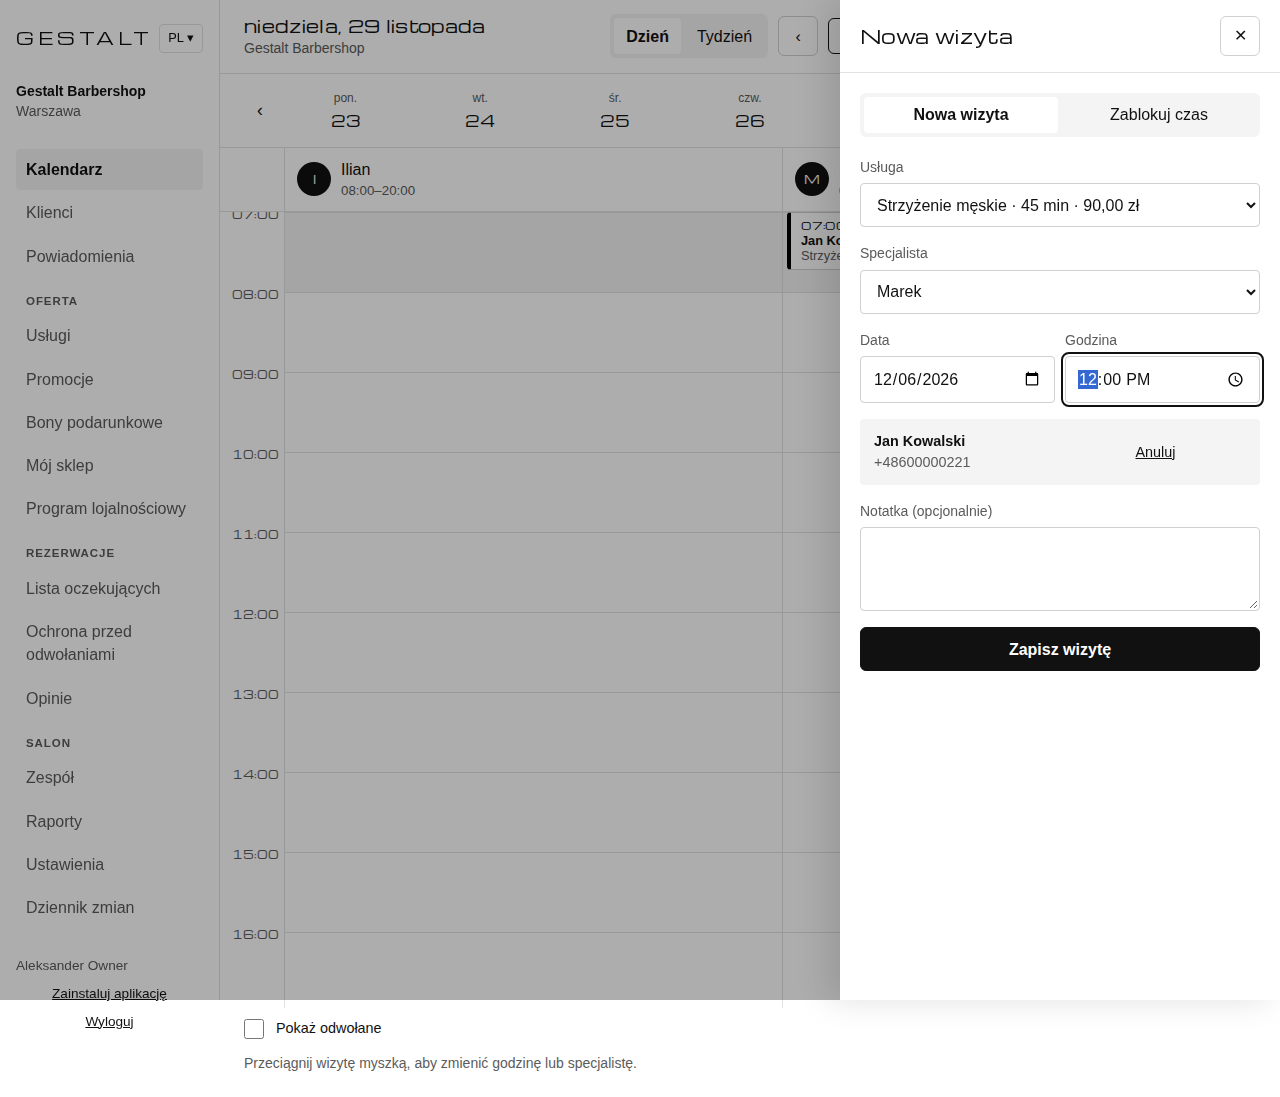 GESTALT
PL ▾
Gestalt Barbershop
Warszawa
Kalendarz
Klienci
Powiadomienia
OFERTA
Usługi
Promocje
Bony podarunkowe
Mój sklep
Program lojalnościowy
REZERWACJE
Lista oczekujących
Ochrona przed
odwołaniami
Opinie
SALON
Zespół
Raporty
Ustawienia
Dziennik zmian
Aleksander Owner
Zainstaluj aplikację
Wyloguj
niedziela, 29 listopada
Gestalt Barbershop
Dzień
Tydzień
‹
‹
pon.
23
wt.
24
śr.
25
czw.
26
I
Ilian
08:00–20:00
M
07:00
08:00
09:00
10:00
11:00
12:00
13:00
14:00
15:00
16:00
07:00
Jan Ko
Strzyże
Pokaż odwołane
Przeciągnij wizytę myszką, aby zmienić godzinę lub specjalistę.
Nowa wizyta
✕
Nowa wizyta
Zablokuj czas
Usługa
Strzyżenie męskie · 45 min · 90,00 zł
Specjalista
Marek
Data
Godzina
12/06/2026
12:00 PM
Jan Kowalski
+48600000221
Anuluj
Notatka (opcjonalnie)
Zapisz wizytę